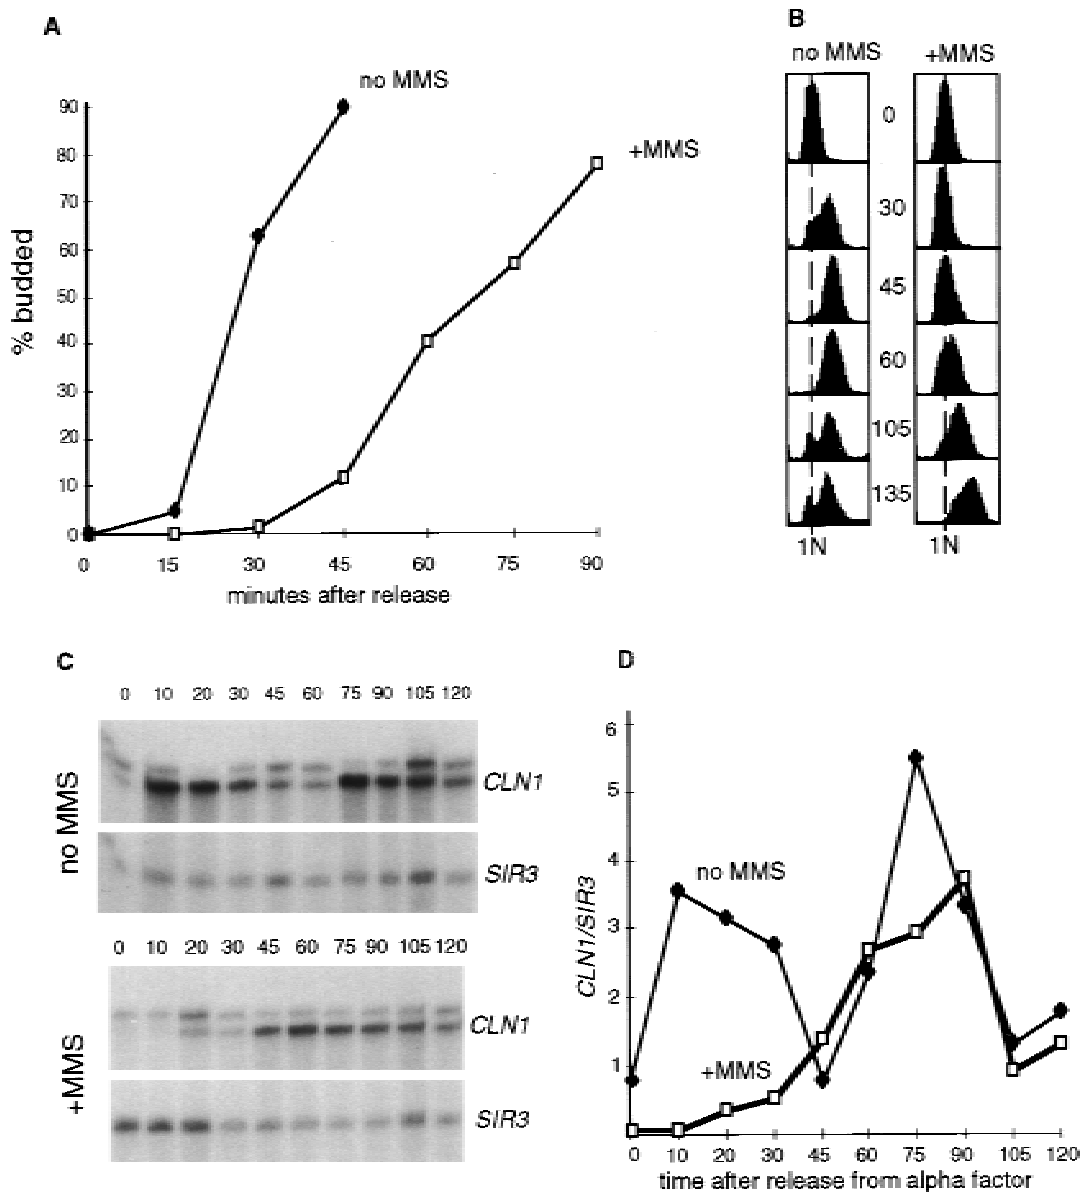 A
no MMS
+MMS
90
80
70
60
50
40
30
20
10
0
% budded
0 15 30 45 60 75 90
minutes after release
B
no MMS +MMS
0
30
45
60
105
135
1N 1N
C
0 10 20 30 45 60 75 90 105 120
no MMS
CLN1
SIR3
0 10 20 30 45 60 75 90 105 120
+MMS
CLN1
SIR3
D
6
5
4
3
2
1
CLN1/SIR3
no MMS
+MMS
0 10 20 30 45 60 75 90 105 120
time after release from alpha factor